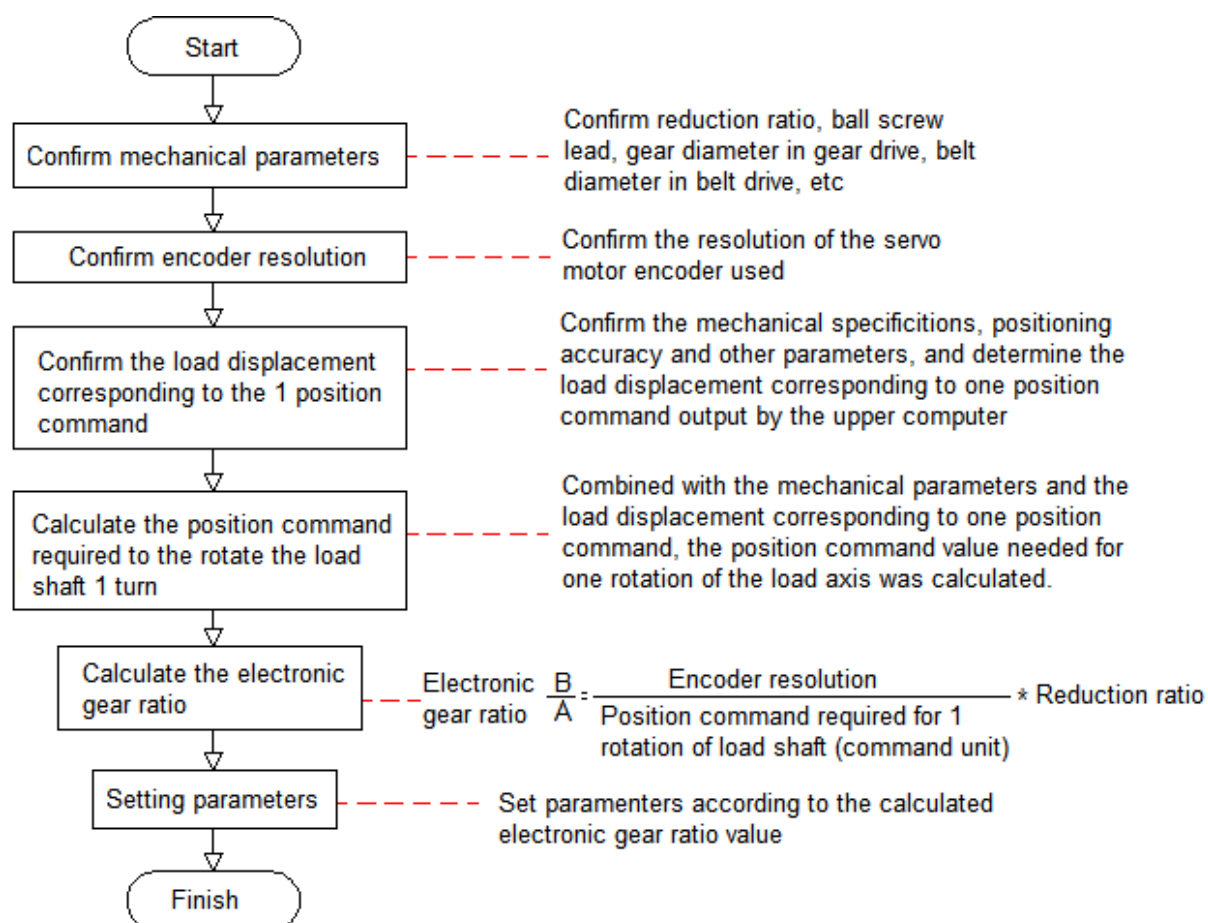 Start
Confirm mechanical parameters
Confirm reduction ratio, ball screw
lead, gear diameter in gear drive, belt
diameter in belt drive, etc
Confirm encoder resolution
Confirm the resolution of the servo
motor encoder used
Confirm the load displacement
corresponding to the 1 position
command
Confirm the mechanical specificitions, positioning
accuracy and other parameters, and determine the
load displacement corresponding to one position
command output by the upper computer
Calculate the position command
required to the rotate the load
shaft 1 turn
Combined with the mechanical parameters and the
load displacement corresponding to one position
command, the position command value needed for
one rotation of the load axis was calculated.
Calculate the electronic
gear ratio
Electronic
gear ratio
B
A
=
Encoder resolution
Position command required for 1
rotation of load shaft (command unit)
* Reduction ratio
Setting parameters
Set paramenters according to the calculated
electronic gear ratio value
Finish